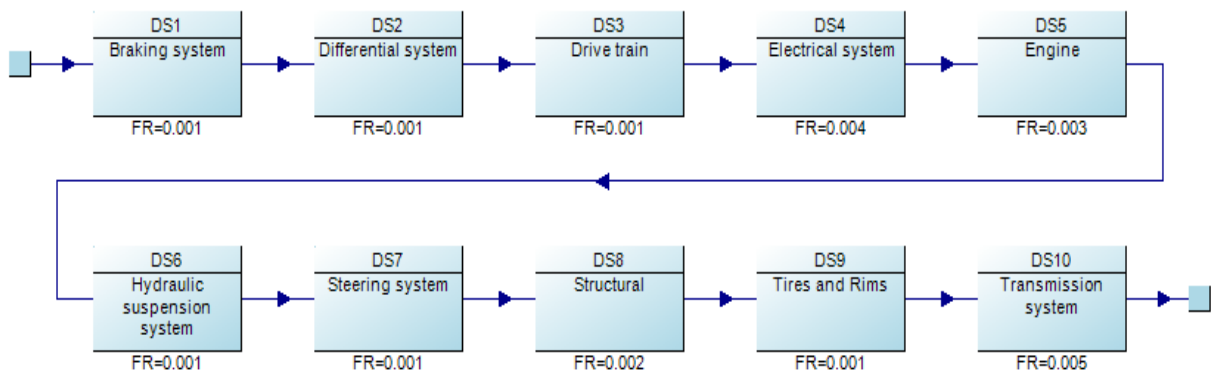 DS1
Braking system
FR=0.001
DS2
Differential system
FR=0.001
DS3
Drive train
FR=0.001
DS4
Electrical system
FR=0.004
DS5
Engine
FR=0.003
DS6
Hydraulic
suspension
system
FR=0.001
DS7
Steering system
FR=0.001
DS8
Structural
FR=0.002
DS9
Tires and Rims
FR=0.001
DS10
Transmission
system
FR=0.005